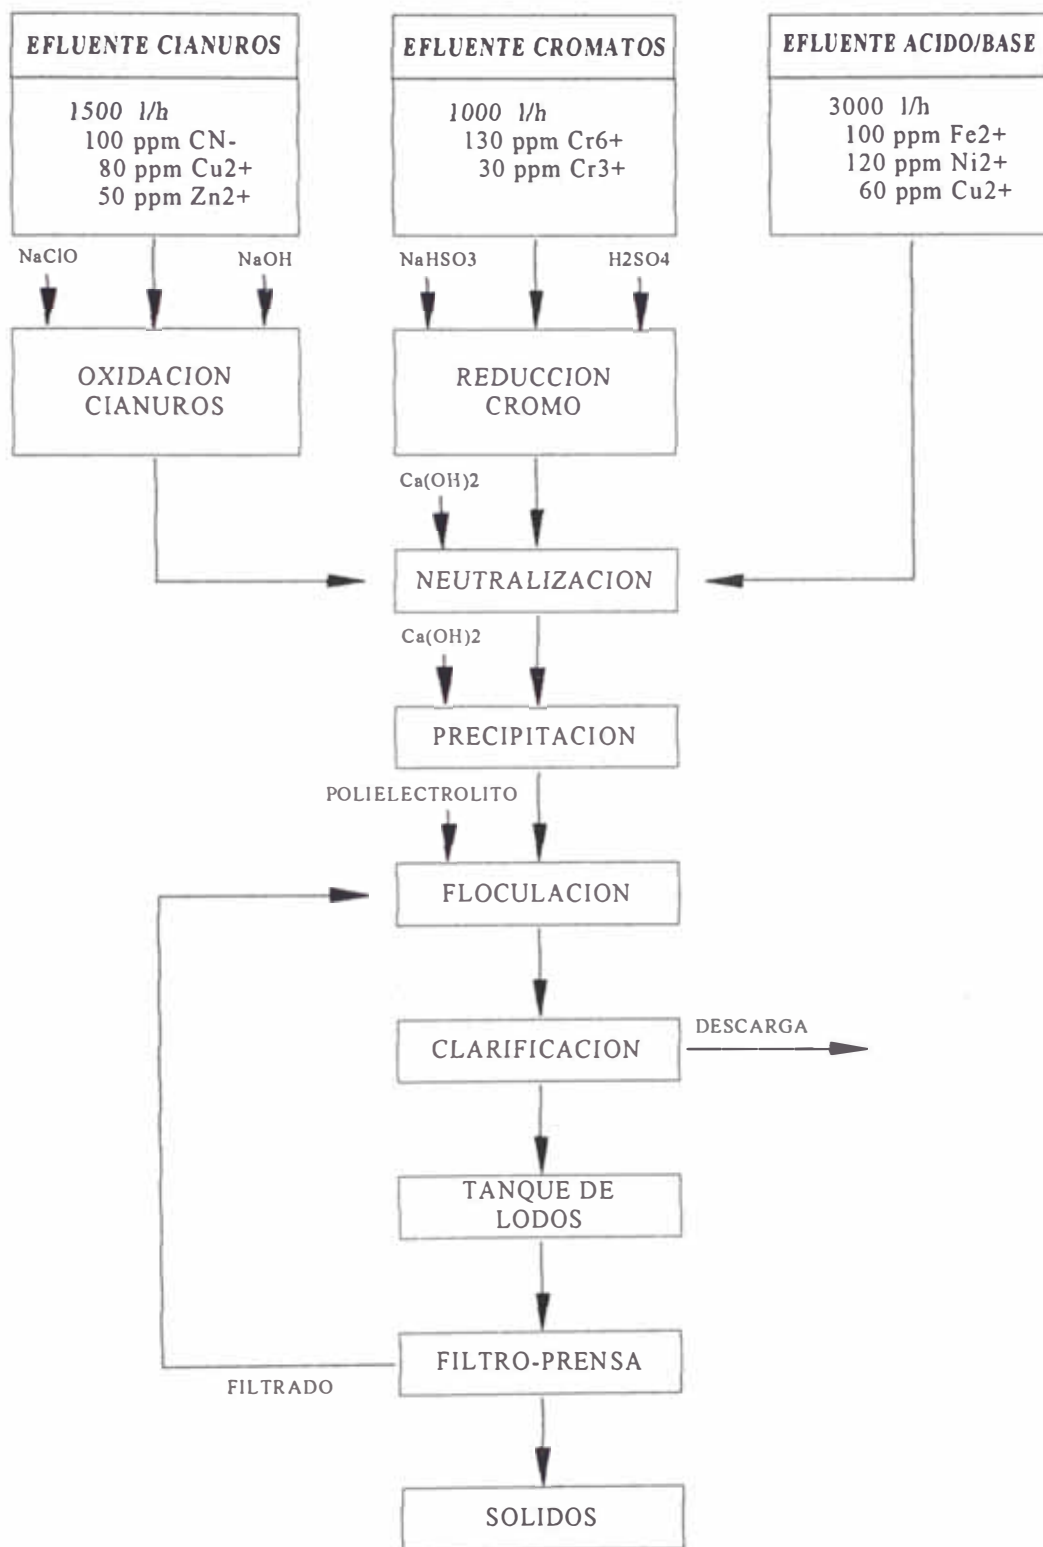 EFLUENTE CIANUROS
1500 l/h
100 ppm CN-
80 ppm Cu2+
50 ppm Zn2+
EFLUENTE CROMATOS
1000 l/h
130 ppm Cr6+
30 ppm Cr3+
EFLUENTE ACIDO/BASE
3000 l/h
100 ppm Fe2+
120 ppm Ni2+
60 ppm Cu2+
NaClO
NaOH
NaHSO3
H2SO4
OXIDACION
CIANUROS
REDUCCION
CROMO
Ca(OH)2
NEUTRALIZACION
Ca(OH)2
PRECIPITACION
POLIELECTROLITO
FLOCULACION
CLARIFICACION
DESCARGA
TANQUE DE
LODOS
FILTRO-PRENSA
FILTRADO
SOLIDOS